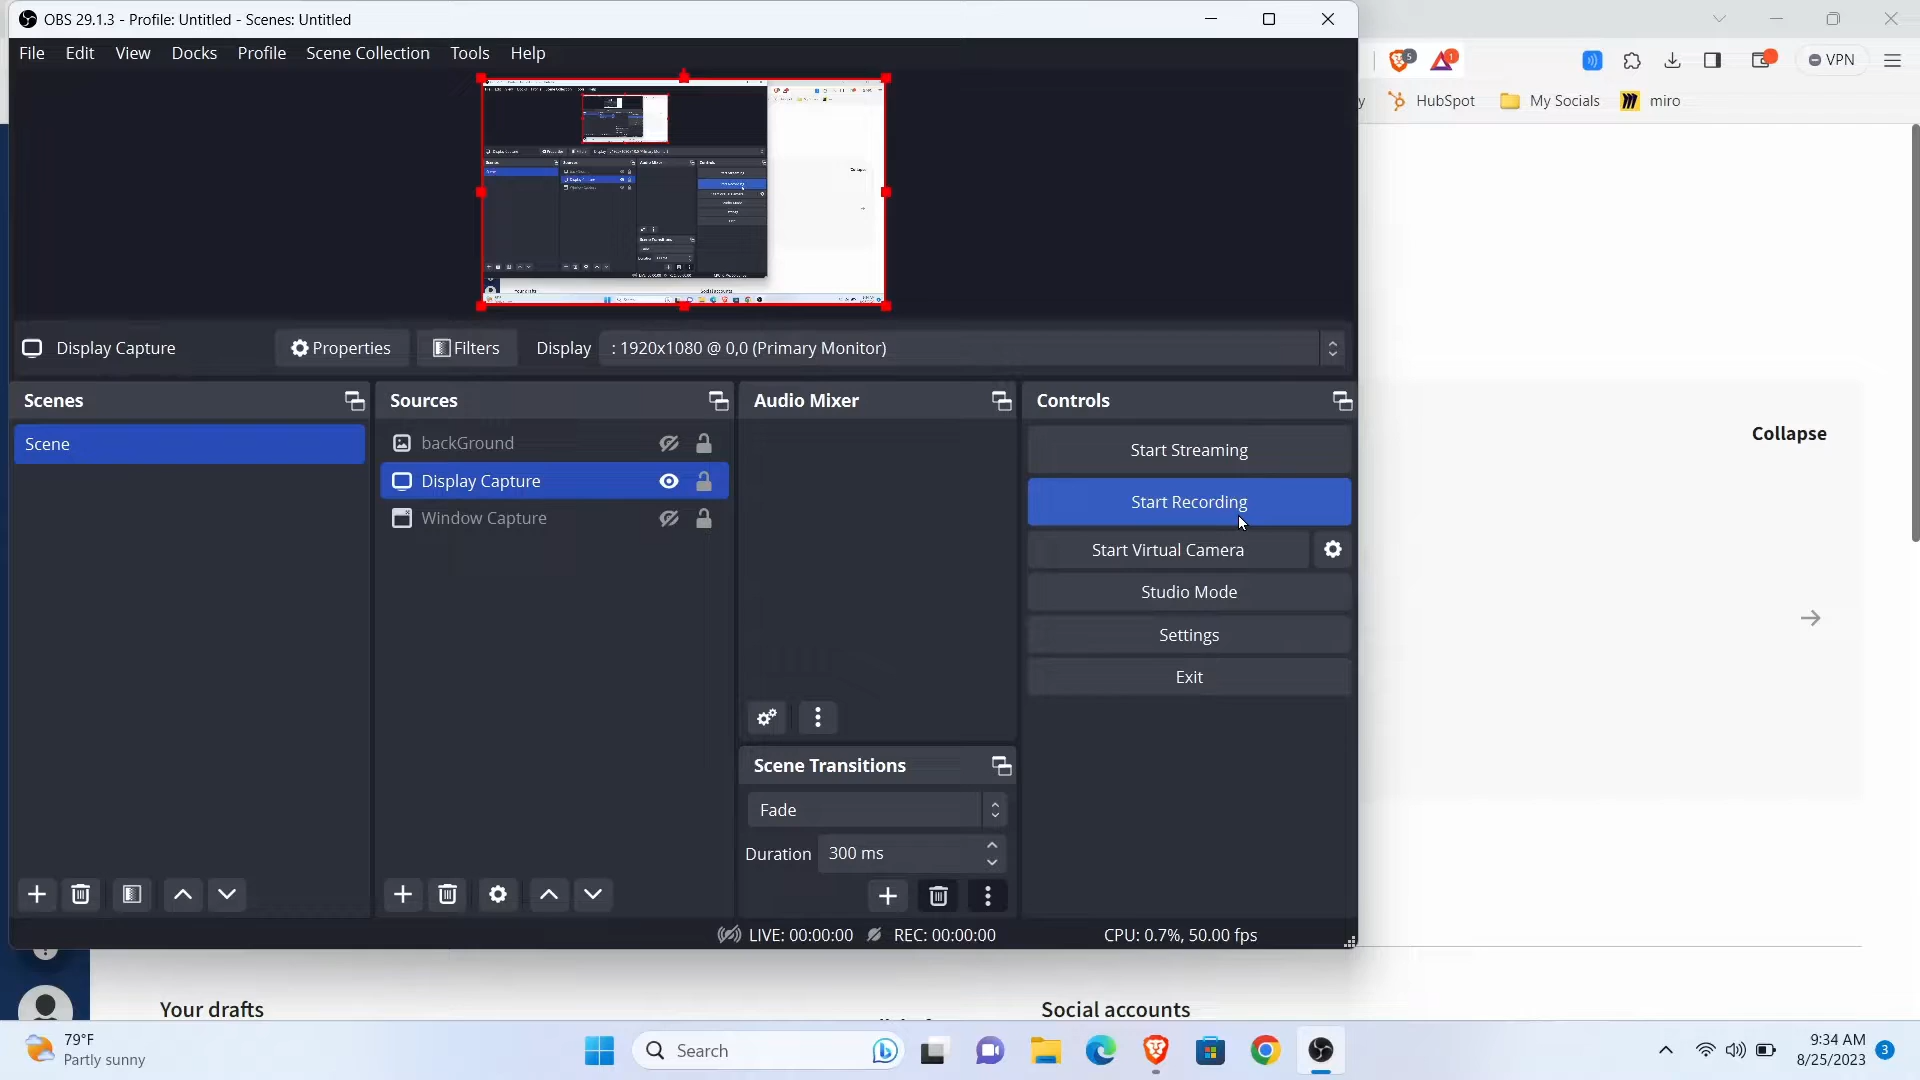 OBS 29.1.3 - Profile: Untitled - Scenes: Untitled
File Edit View Docks Profile Scene Collection Tools Help
5 1 VPN
HubSpot My Socials miro
Display Capture Properties Filters Display : 1920x1080 @ 0,0 (Primary Monitor)
Scenes Sources Audio Mixer Controls
Scene
backGround
Display Capture
Window Capture
Start Streaming
Start Recording
Start Virtual Camera
Studio Mode
Settings
Exit
Collapse
Scene Transitions
Fade
Duration 300 ms
LIVE: 00:00:00 REC: 00:00:00 CPU: 0.7%, 50.00 fps
Your drafts Social accounts
79°F
Partly sunny
Search
9:34 AM
8/25/2023 3